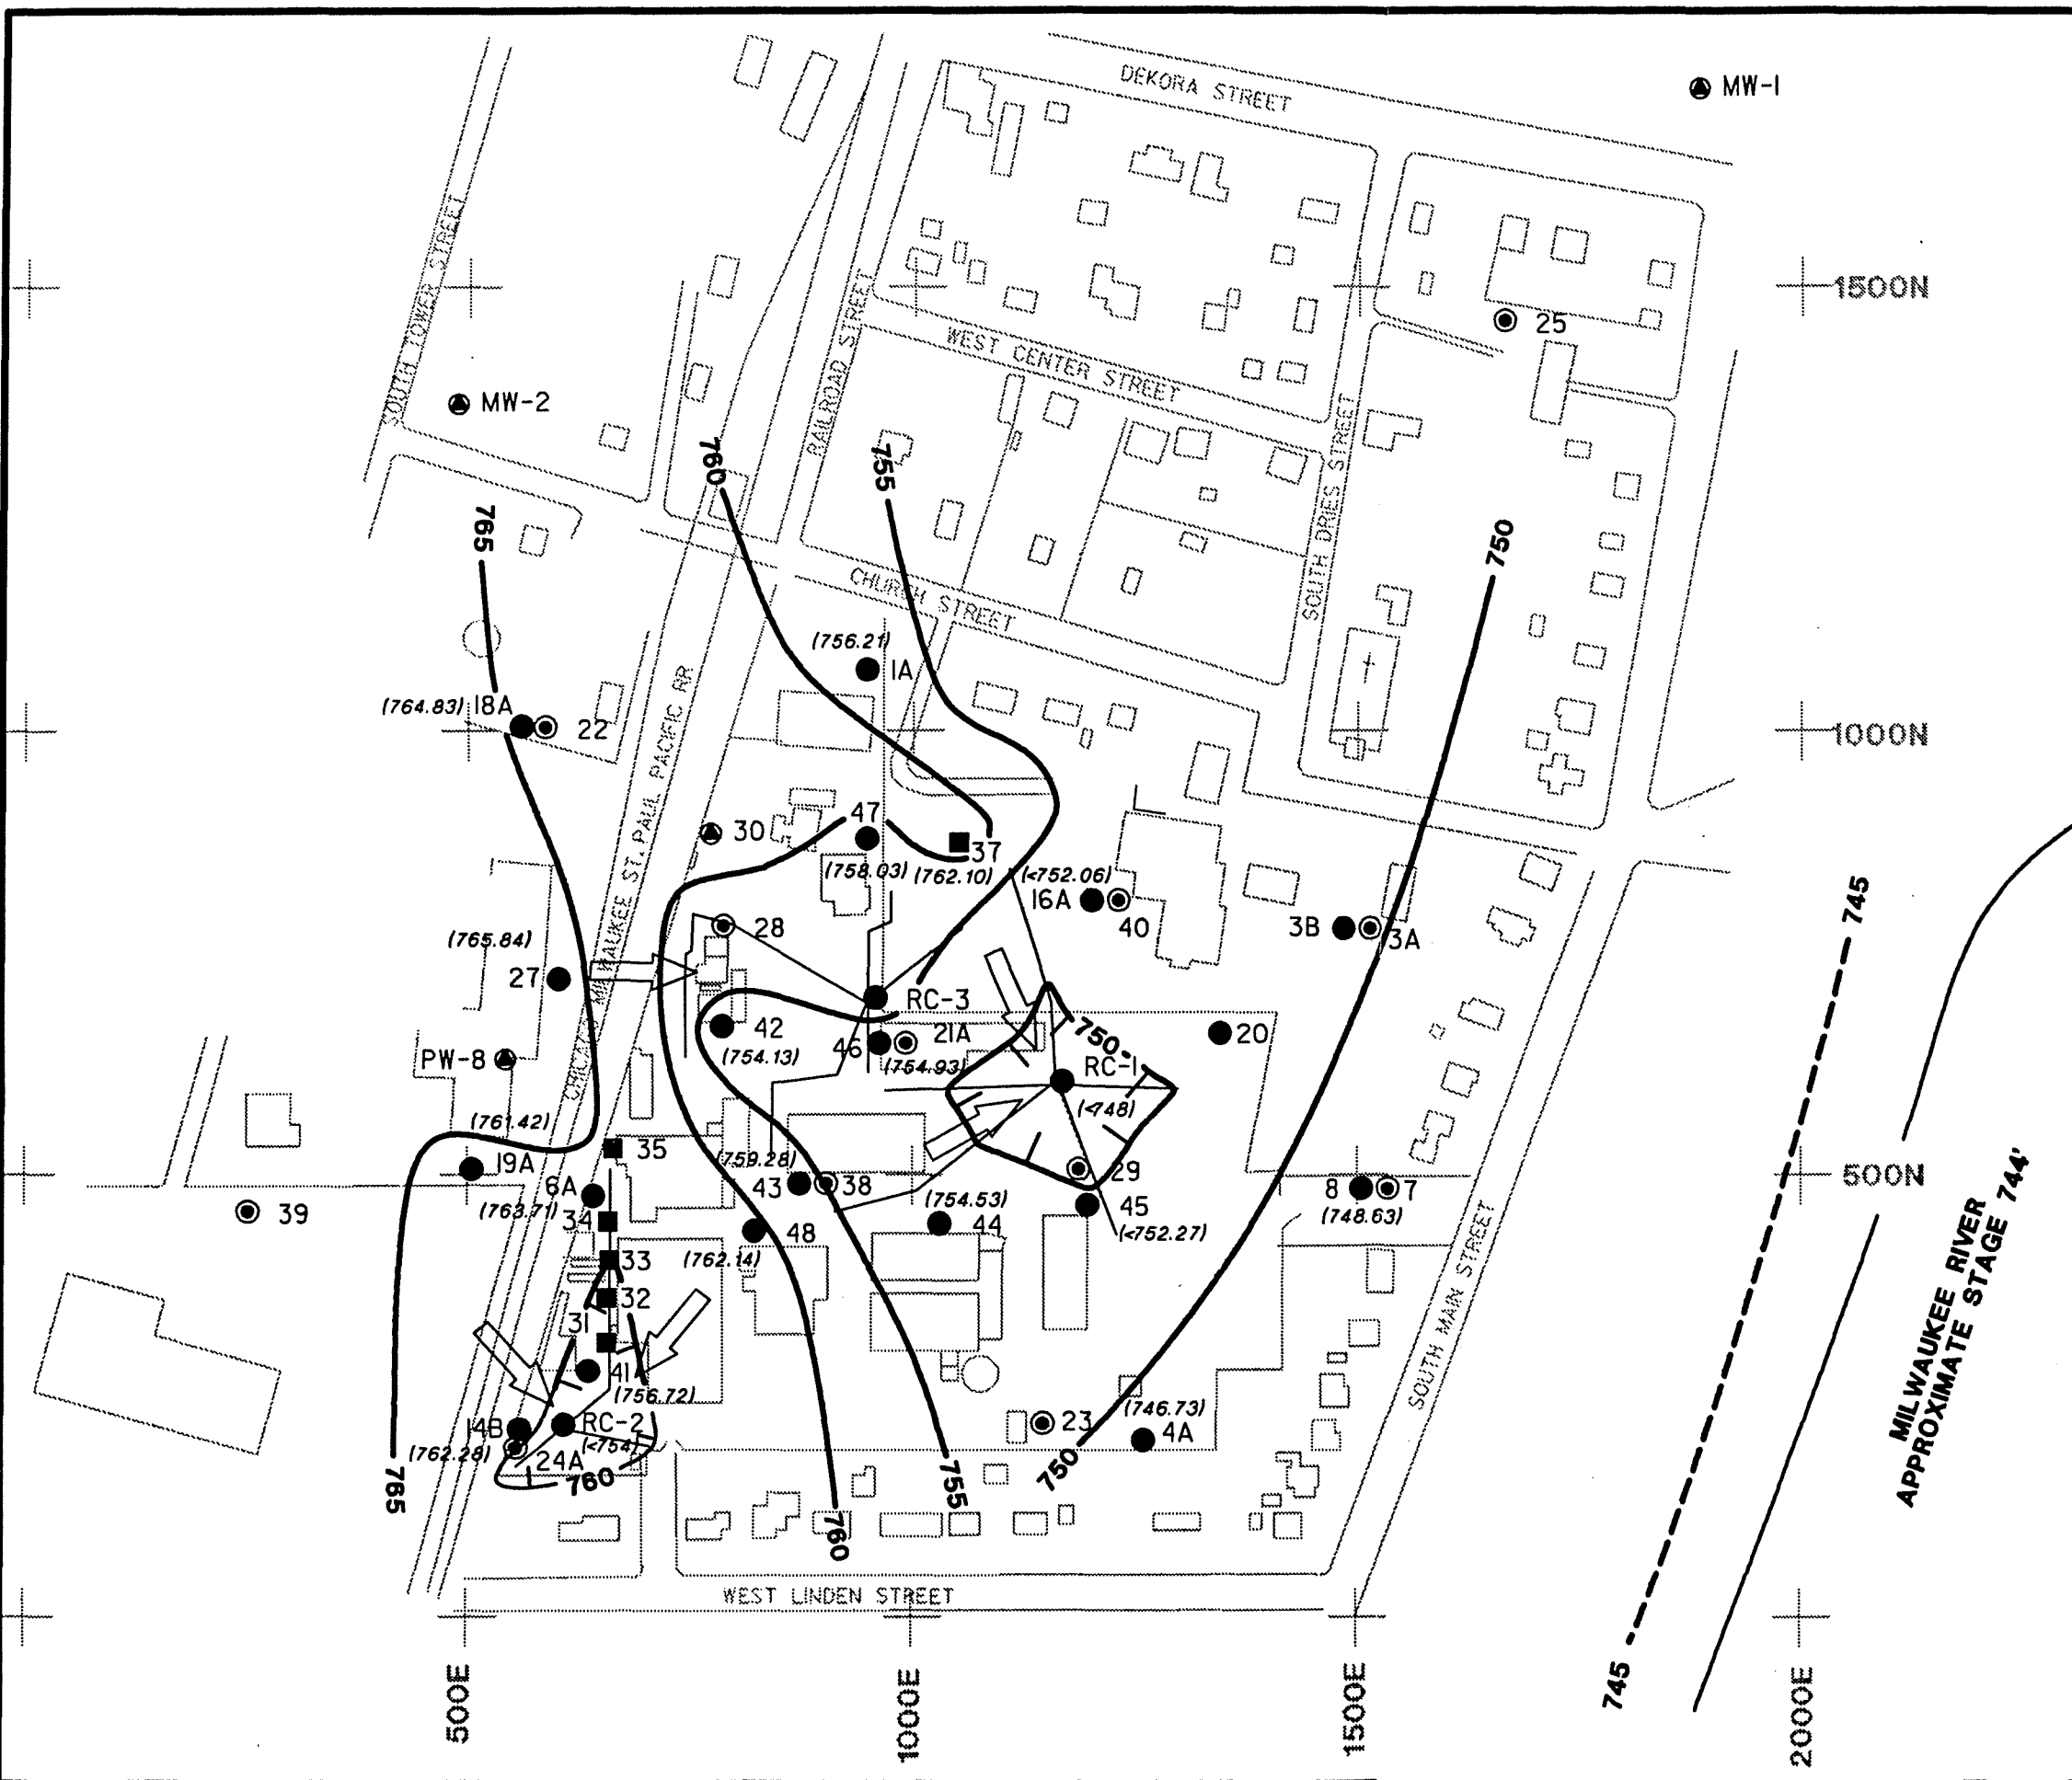 DEKORA STREET
MW-1
SOUTH TOWER STREET
1500N
25
RAILROAD STREET
WEST CENTER STREET
MW-2
SOUTH DRIES STREET
760
755
765
750
CHURCH STREET
(756.21)
1A
CHICAGO MILWAUKEE ST. PAUL PACIFIC RR
(764.83) 18A
22
1000N
47
30
37
(758.03)
(762.10)
(<752.06)
16A
40
3B
3A
745
28
(765.84)
27
RC-3
42
(754.13)
46
21A
(754.93)
750
20
PW-8
RC-1
(<748)
(761.42)
19A
35
(759.28)
29
500N
6A
43
38
8
7
39
(763.71)
34
(754.53)
44
45
(748.63)
48
(<752.27)
33
(762.14)
32
31
MILWAUKEE RIVER
APPROXIMATE STAGE 744'
SOUTH MAIN STREET
41
(756.72)
(746.73)
14B
RC-2
23
4A
(762.28)
(<754)
24A
760
750
765
755
760
WEST LINDEN STREET
745
500E
1000E
1500E
2000E